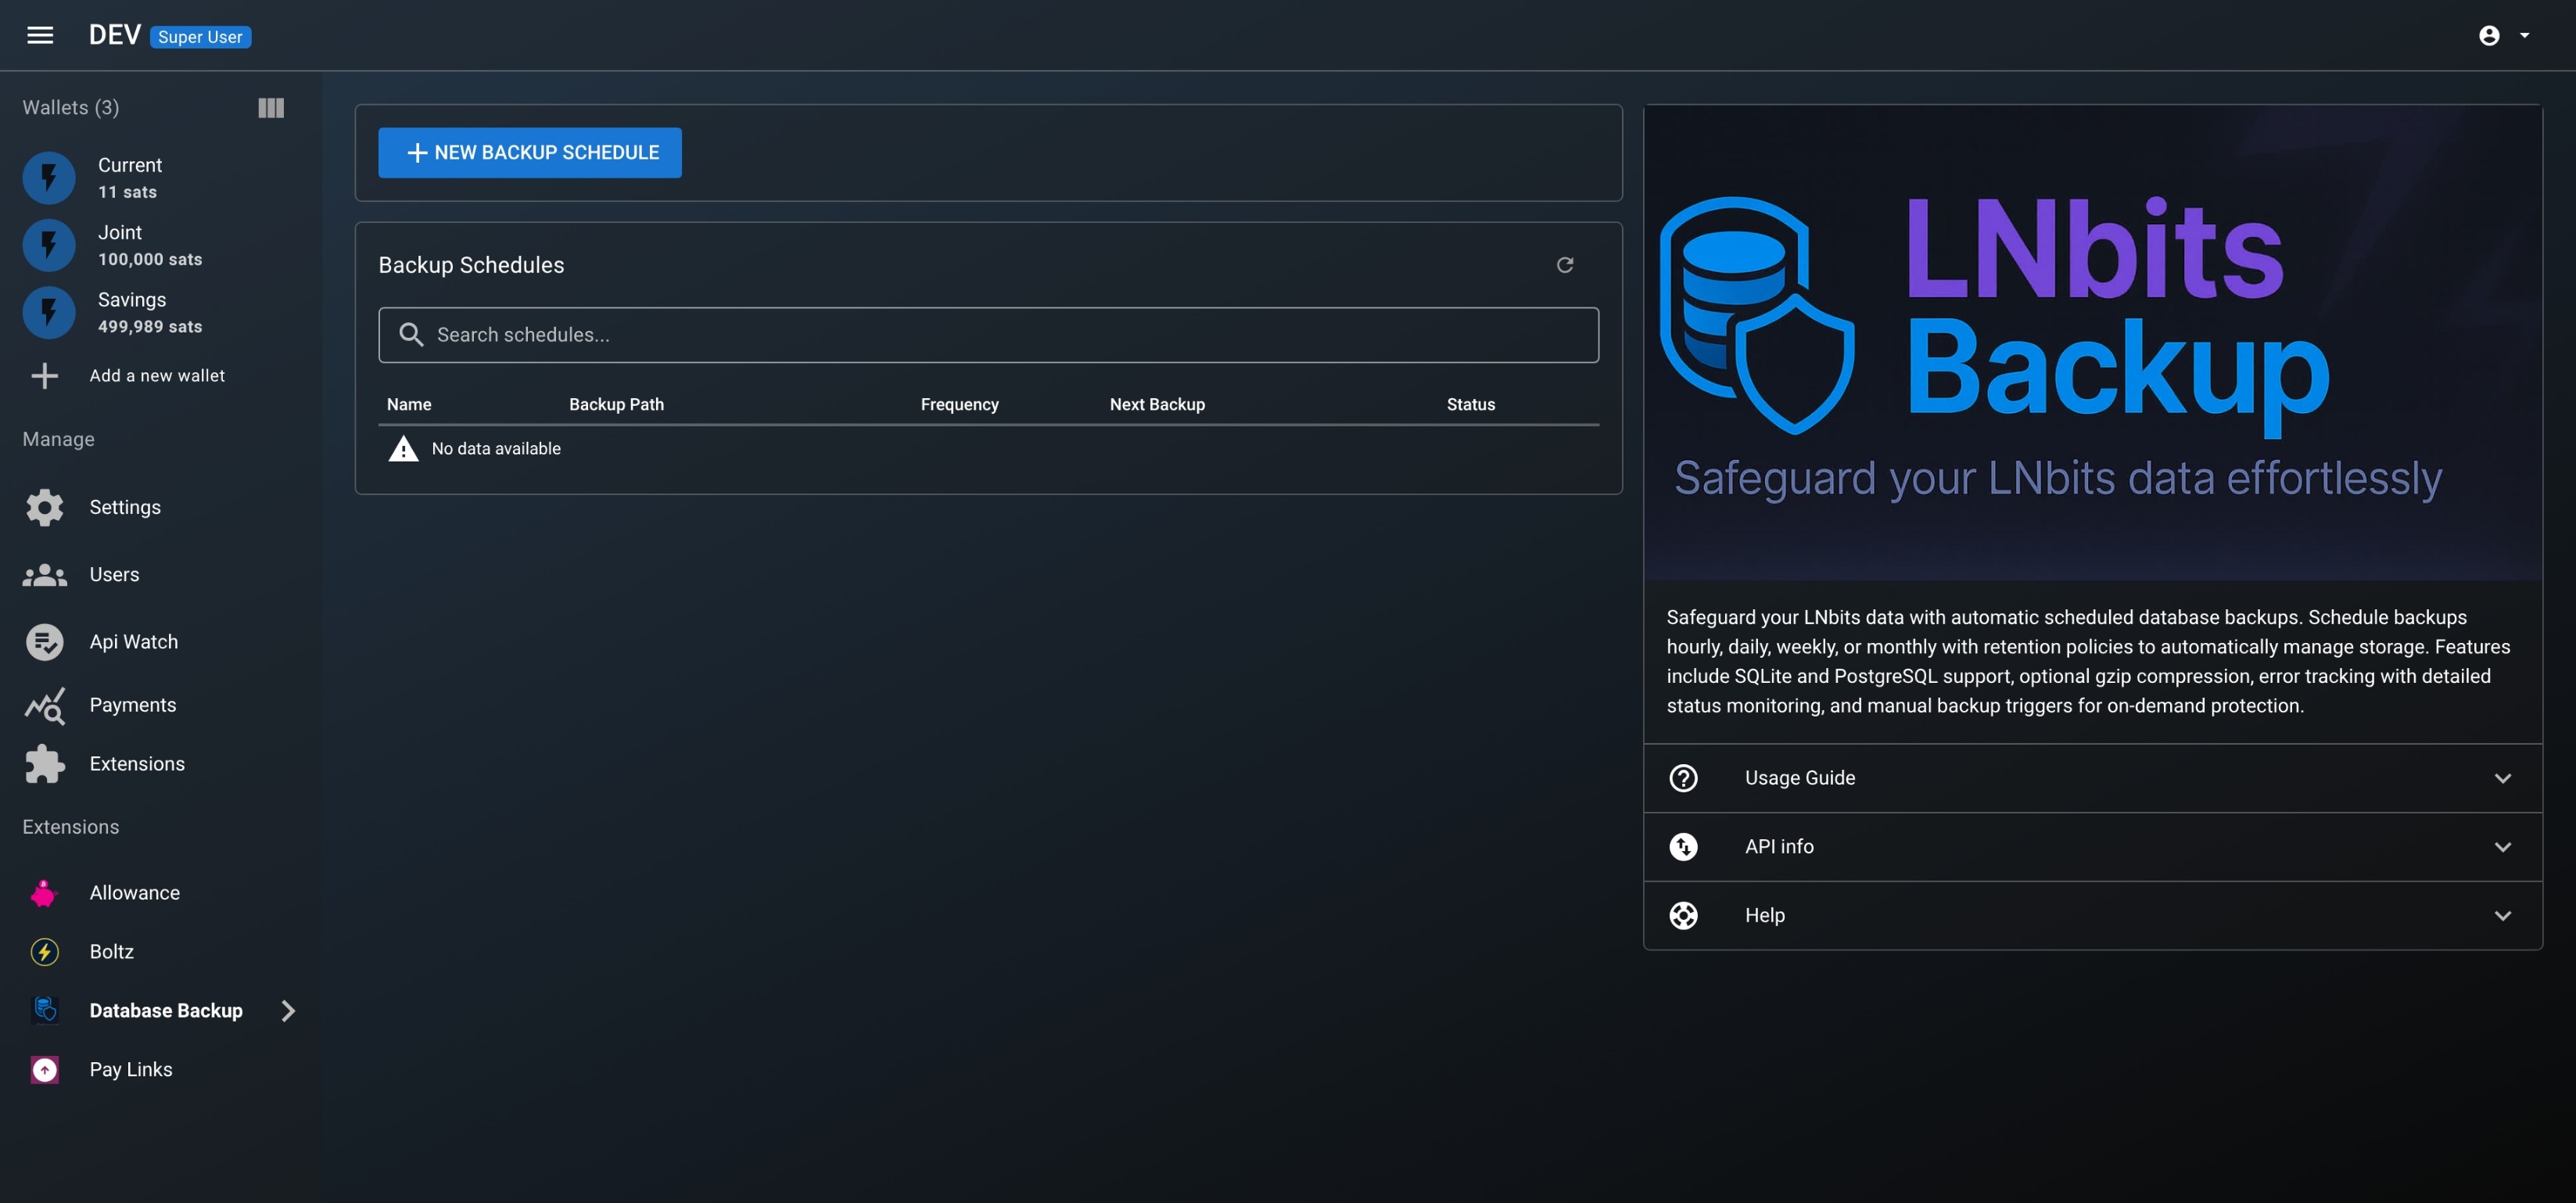 DEV Super User
Wallets (3)
Current
11 sats
Joint
100,000 sats
Savings
499,989 sats
Add a new wallet
Manage
Settings
Users
Api Watch
Payments
Extensions
Extensions
Allowance
Boltz
Database Backup
Pay Links
NEW BACKUP SCHEDULE
Backup Schedules
Search schedules...
Name Backup Path Frequency Next Backup Status
No data available
LNbits
Backup
Safeguard your LNbits data effortlessly
Safeguard your LNbits data with automatic scheduled database backups. Schedule backups
hourly, daily, weekly, or monthly with retention policies to automatically manage storage. Features
include SQLite and PostgreSQL support, optional gzip compression, error tracking with detailed
status monitoring, and manual backup triggers for on-demand protection.
Usage Guide
API info
Help